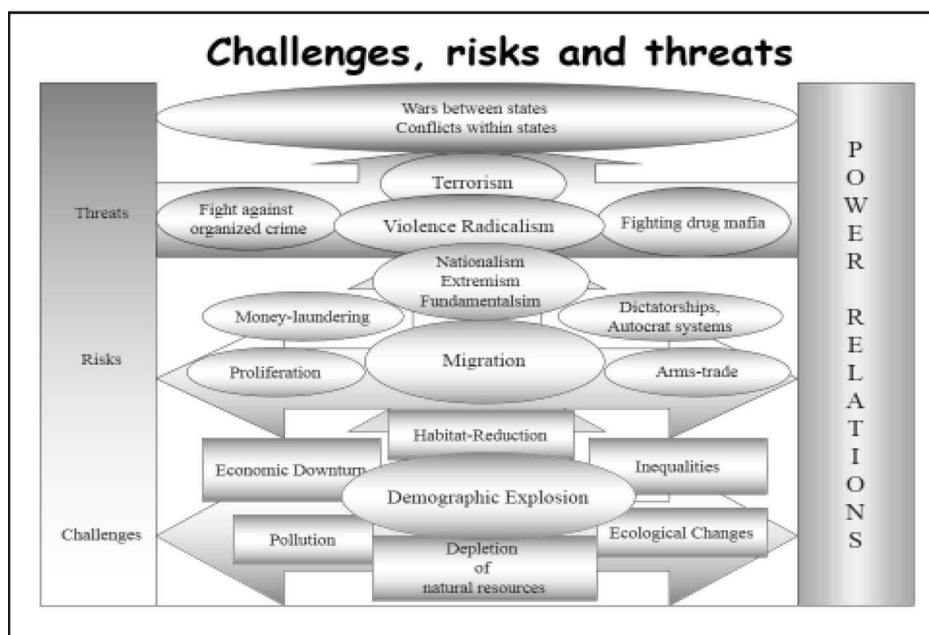 Challenges, risks and threats
Wars between states
Conflicts within states
Terrorism
Threats
Fight against
organized crime
Violence Radicalism
Fighting drug mafia
Nationalism
Extremism
Fundamentalsim
Money-laundering
Dictatorships,
Autocrat systems
Risks
Proliferation
Migration
Arms-trade
Habitat-Reduction
Economic Downturn
Inequalities
Demographic Explosion
Challenges
Pollution
Ecological Changes
Depletion
of
natural resources
POWER RELATIONS